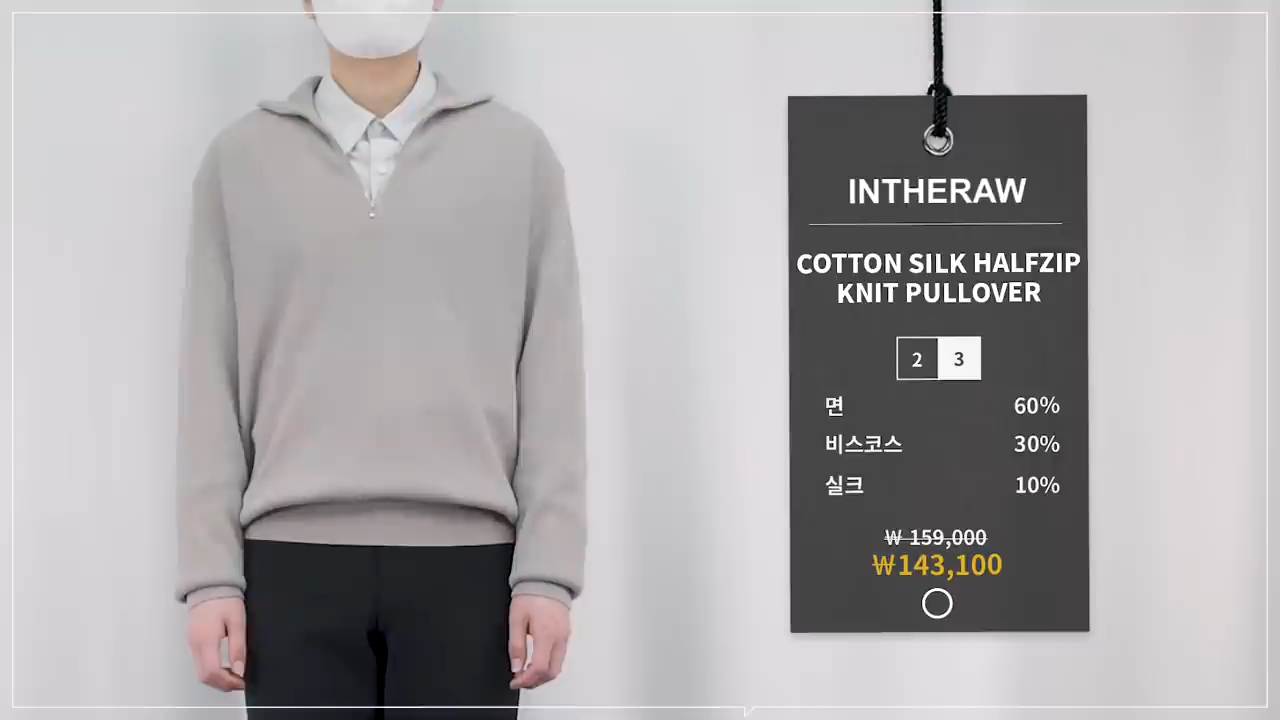 INTHERAW
COTTON SILK HALFZIP
KNIT PULLOVER
2 3
면 60%
비스코스 30%
실크 10%
₩ 159,000
₩143,100